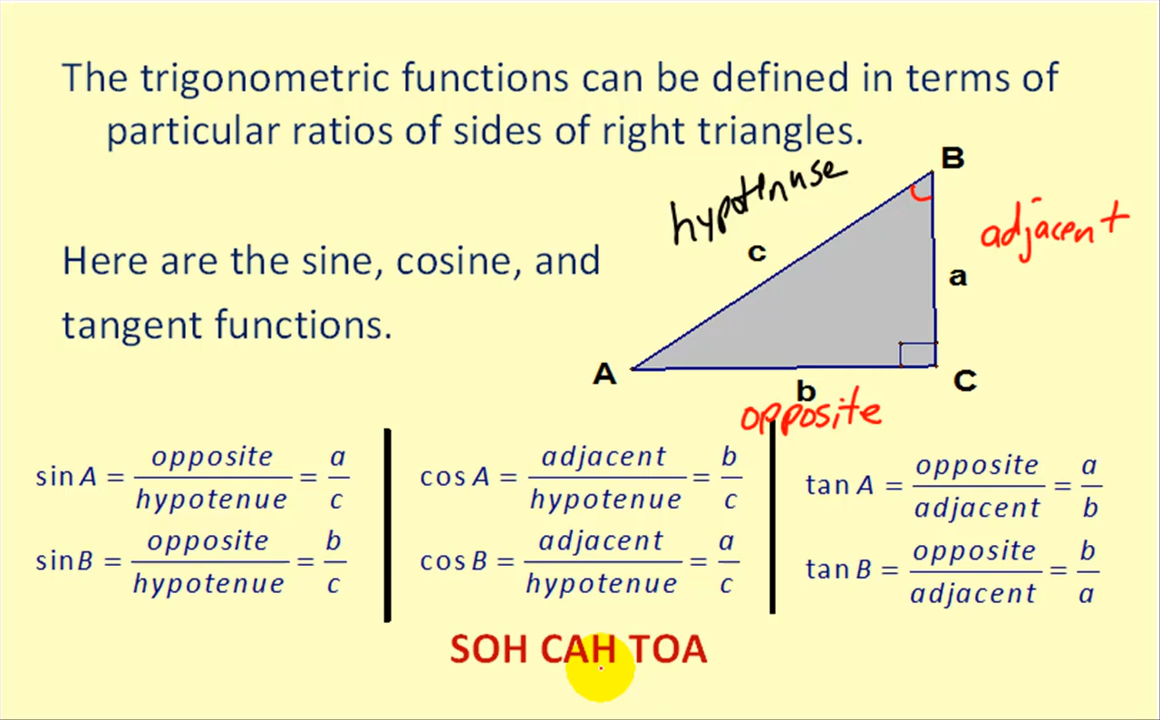 The trigonometric functions can be defined in terms of
particular ratios of sides of right triangles.
B
hypotenuse
adjacent
c
Here are the sine, cosine, and
a
tangent functions.
A
C
b
opposite
sin A = opposite/hypotenue = a/c
cos A = adjacent/hypotenue = b/c
tan A = opposite/adjacent = a/b
sin B = opposite/hypotenue = b/c
cos B = adjacent/hypotenue = a/c
tan B = opposite/adjacent = b/a
SOH CAH TOA